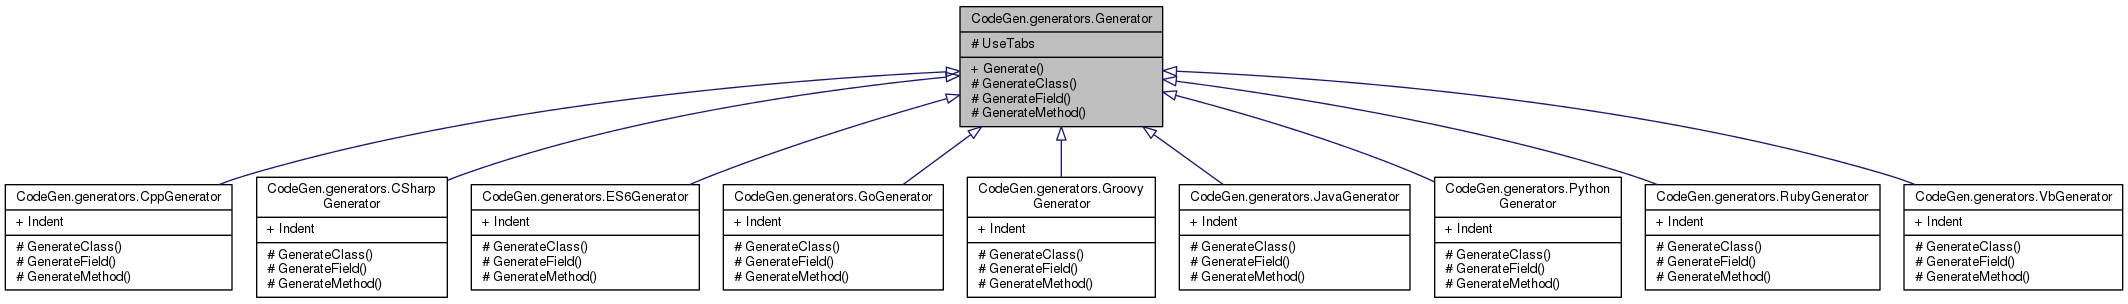 CodeGen.generators.Generator
# UseTabs
+ Generate()
# GenerateClass()
# GenerateField()
# GenerateMethod()
CodeGen.generators.CppGenerator
+ Indent
# GenerateClass()
# GenerateField()
# GenerateMethod()
CodeGen.generators.CSharp
Generator
+ Indent
# GenerateClass()
# GenerateField()
# GenerateMethod()
CodeGen.generators.ES6Generator
+ Indent
# GenerateClass()
# GenerateField()
# GenerateMethod()
CodeGen.generators.GoGenerator
+ Indent
# GenerateClass()
# GenerateField()
# GenerateMethod()
CodeGen.generators.Groovy
Generator
+ Indent
# GenerateClass()
# GenerateField()
# GenerateMethod()
CodeGen.generators.JavaGenerator
+ Indent
# GenerateClass()
# GenerateField()
# GenerateMethod()
CodeGen.generators.Python
Generator
+ Indent
# GenerateClass()
# GenerateField()
# GenerateMethod()
CodeGen.generators.RubyGenerator
+ Indent
# GenerateClass()
# GenerateField()
# GenerateMethod()
CodeGen.generators.VbGenerator
+ Indent
# GenerateClass()
# GenerateField()
# GenerateMethod()